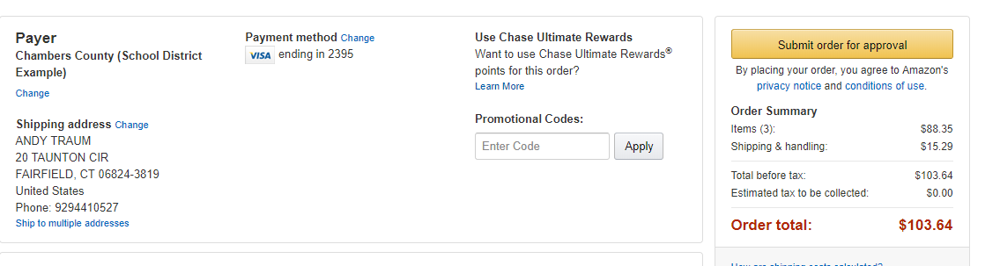 Payer
Chambers County (School District
Example)
Change
Shipping address Change
ANDY TRAUM
20 TAUNTON CIR
FAIRFIELD, CT 06824-3819
United States
Phone: 9294410527
Ship to multiple addresses
Payment method Change
VISA ending in 2395
Use Chase Ultimate Rewards
Want to use Chase Ultimate Rewards®
points for this order?
Learn More
Promotional Codes:
Enter Code Apply
Submit order for approval
By placing your order, you agree to Amazon's
privacy notice and conditions of use.
Order Summary
Items (3): $88.35
Shipping & handling: $15.29
Total before tax: $103.64
Estimated tax to be collected: $0.00
Order total: $103.64
How are shipping costs calculated?